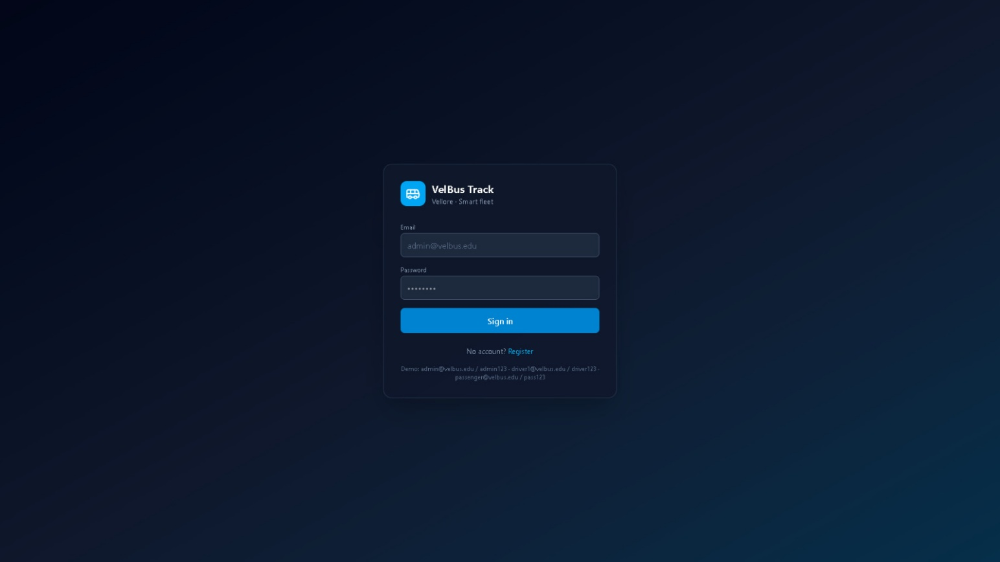 VelBus Track
Vellore · Smart fleet
Email
admin@velbus.edu
Password
••••••••
Sign in
No account? Register
Demo: admin@velbus.edu / admin123 · driver1@velbus.edu / driver123 ·
passenger@velbus.edu / pass123